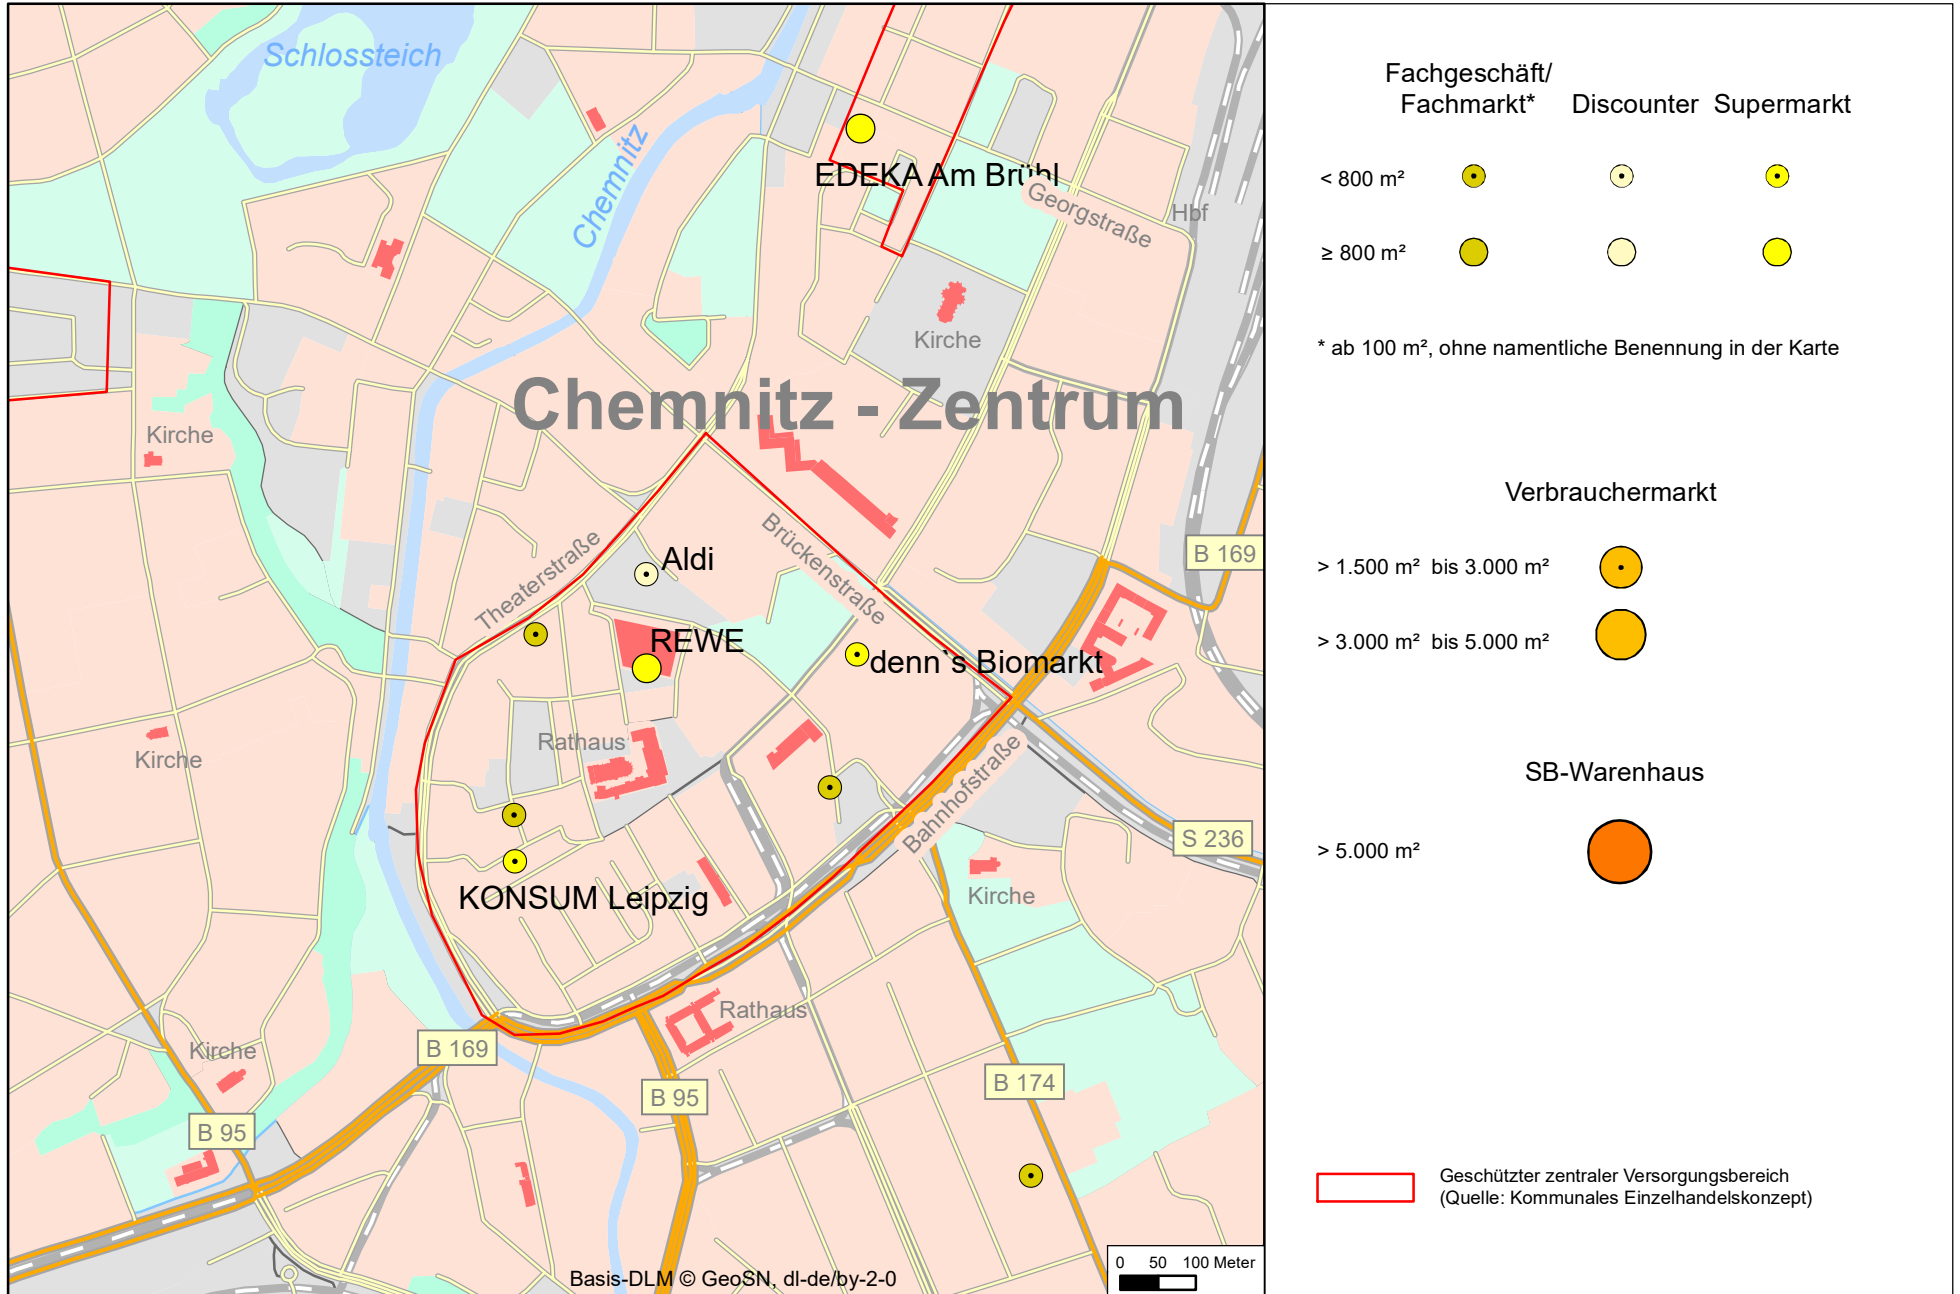 Schlossteich
Chemnitz
EDEKA Am Brühl
Georgstraße
Hbf
Kirche
Chemnitz - Zentrum
Kirche
Brückenstraße
Theaterstraße
Aldi
B 169
REWE
denn`s Biomarkt
Rathaus
Kirche
Bahnhofstraße
S 236
KONSUM Leipzig
Kirche
Rathaus
Kirche
B 169
B 95
B 174
B 95
Basis-DLM © GeoSN, dl-de/by-2-0
0 50 100 Meter
Fachgeschäft/
Fachmarkt* Discounter Supermarkt
< 800 m²
≥ 800 m²
* ab 100 m², ohne namentliche Benennung in der Karte
Verbrauchermarkt
> 1.500 m² bis 3.000 m²
> 3.000 m² bis 5.000 m²
SB-Warenhaus
> 5.000 m²
Geschützter zentraler Versorgungsbereich
(Quelle: Kommunales Einzelhandelskonzept)